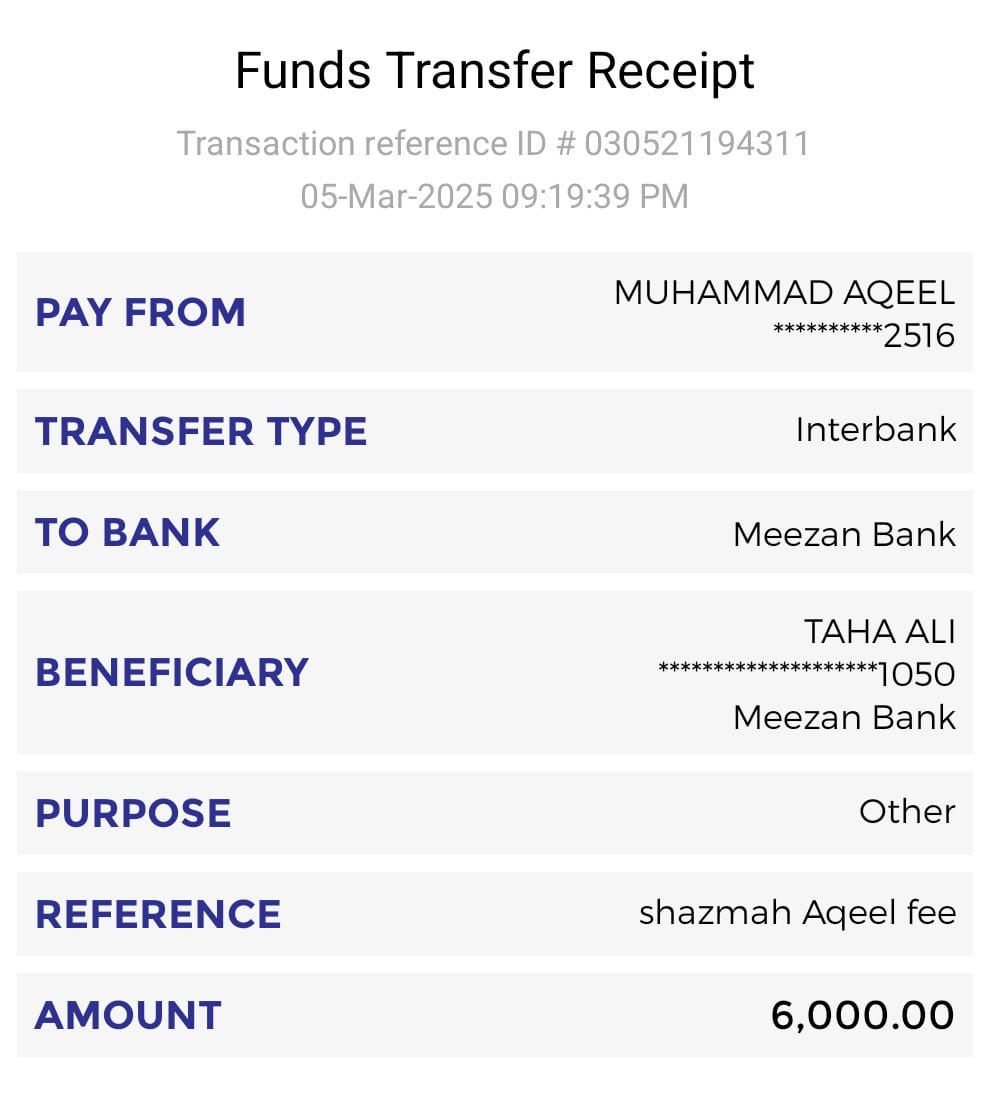 Funds Transfer Receipt
Transaction reference ID # 030521194311
05-Mar-2025 09:19:39 PM
PAY FROM
MUHAMMAD AQEEL
**********2516
TRANSFER TYPE
Interbank
TO BANK
Meezan Bank
BENEFICIARY
TAHA ALI
********************1050
Meezan Bank
PURPOSE
Other
REFERENCE
shazmah Aqeel fee
AMOUNT
6,000.00